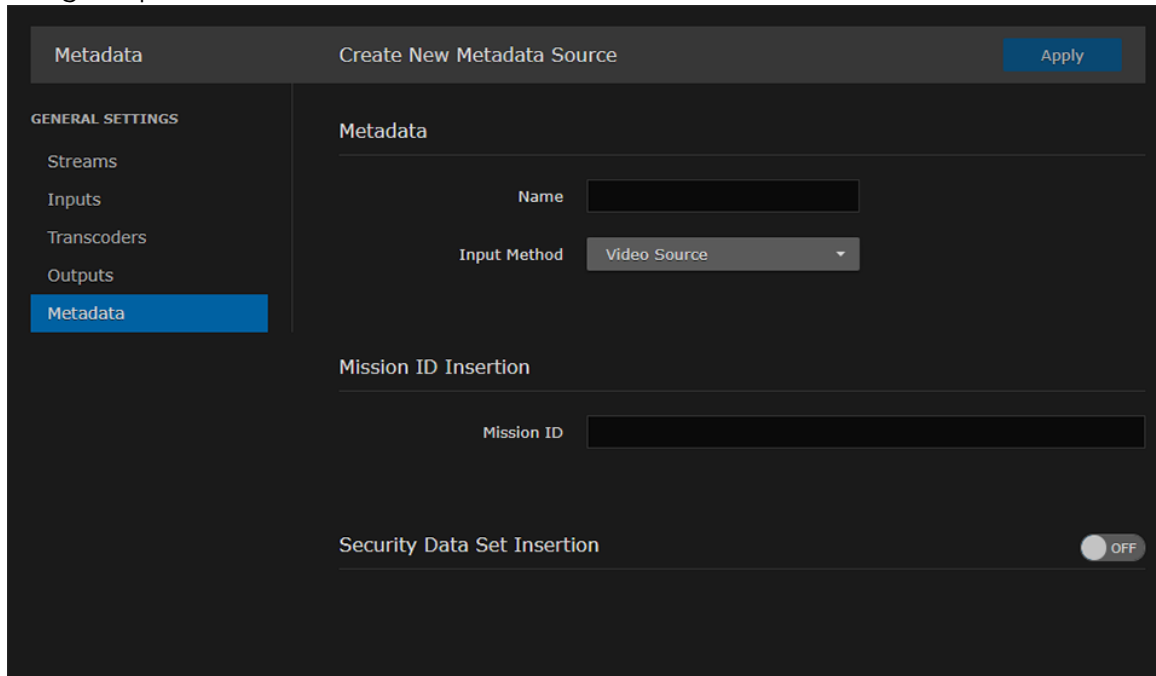 Metadata
Create New Metadata Source
Apply
GENERAL SETTINGS
Streams
Inputs
Transcoders
Outputs
Metadata
Metadata
Name
Input Method
Video Source
Mission ID Insertion
Mission ID
Security Data Set Insertion
OFF